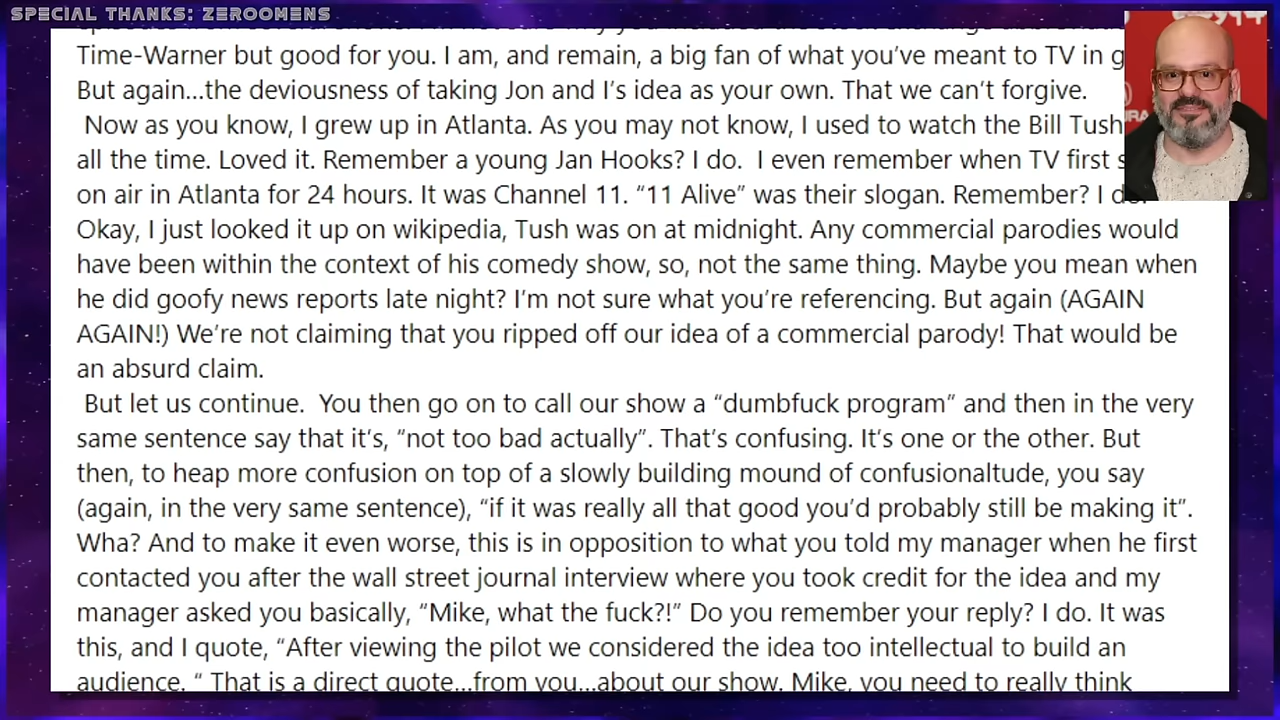 SPECIAL THANKS: ZEROOMENS
Time-Warner but good for you. I am, and remain, a big fan of what you’ve meant to TV in g
But again...the deviousness of taking Jon and I’s idea as your own. That we can’t forgive.
Now as you know, I grew up in Atlanta. As you may not know, I used to watch the Bill Tush
all the time. Loved it. Remember a young Jan Hooks? I do.  I even remember when TV first s
on air in Atlanta for 24 hours. It was Channel 11. “11 Alive” was their slogan. Remember? I do.
Okay, I just looked it up on wikipedia, Tush was on at midnight. Any commercial parodies would
have been within the context of his comedy show, so, not the same thing. Maybe you mean when
he did goofy news reports late night? I’m not sure what you’re referencing. But again (AGAIN
AGAIN!) We’re not claiming that you ripped off our idea of a commercial parody! That would be
an absurd claim.
But let us continue.  You then go on to call our show a “dumbfuck program” and then in the very
same sentence say that it’s, “not too bad actually”. That’s confusing. It’s one or the other. But
then, to heap more confusion on top of a slowly building mound of confusionaltude, you say
(again, in the very same sentence), “if it was really all that good you’d probably still be making it”.
Wha? And to make it even worse, this is in opposition to what you told my manager when he first
contacted you after the wall street journal interview where you took credit for the idea and my
manager asked you basically, “Mike, what the fuck?!” Do you remember your reply? I do. It was
this, and I quote, “After viewing the pilot we considered the idea too intellectual to build an
audience. “ That is a direct quote...from you...about our show. Mike, you need to really think